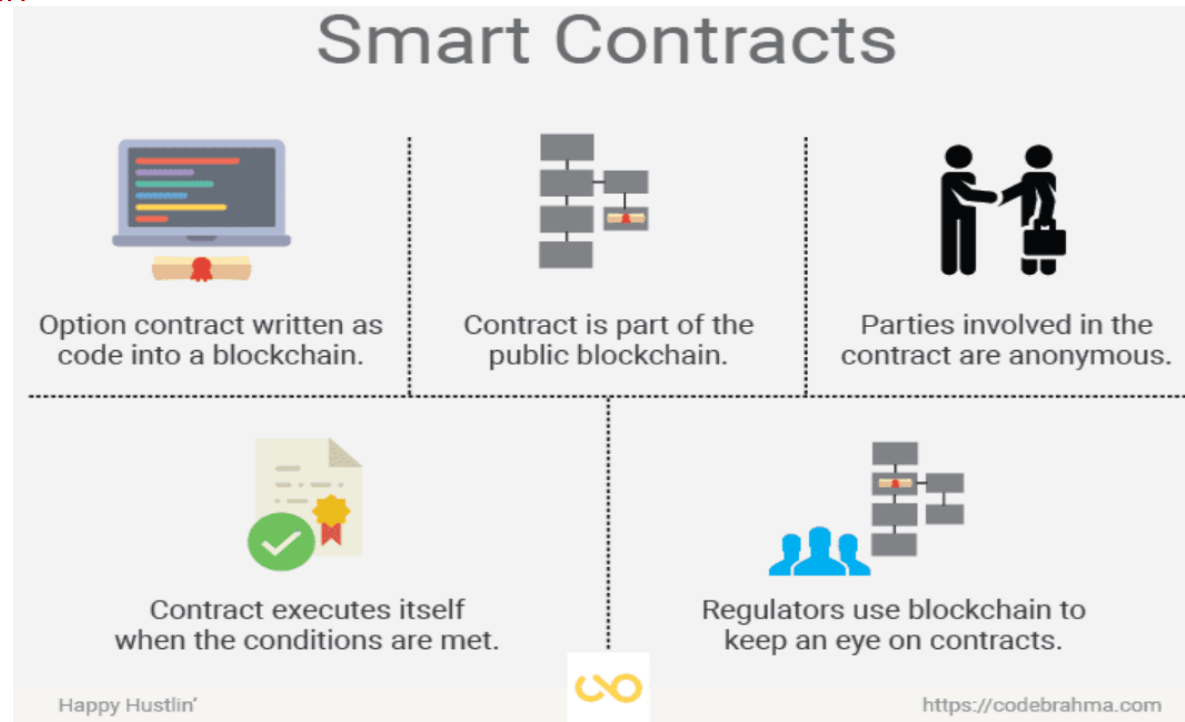 Smart Contracts
Option contract written as
code into a blockchain.
Contract is part of the
public blockchain.
Parties involved in the
contract are anonymous.
Contract executes itself
when the conditions are met.
Regulators use blockchain to
keep an eye on contracts.
Happy Hustlin'
https://codebrahma.com